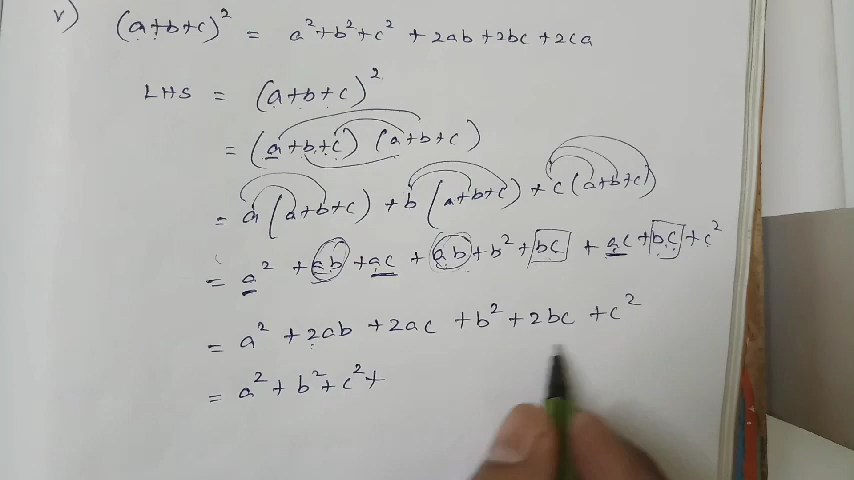 v) (a+b+c)² = a²+b²+c² +2ab +2bc +2ca
LHS = (a+b+c)²
= (a+b+c) (a+b+c)
= a(a+b+c) + b(a+b+c) + c(a+b+c)
= a² +ab +ac + ab +b² + bc + ac +bc +c²
= a² +2ab +2ac +b² +2bc +c²
= a² + b² + c² +